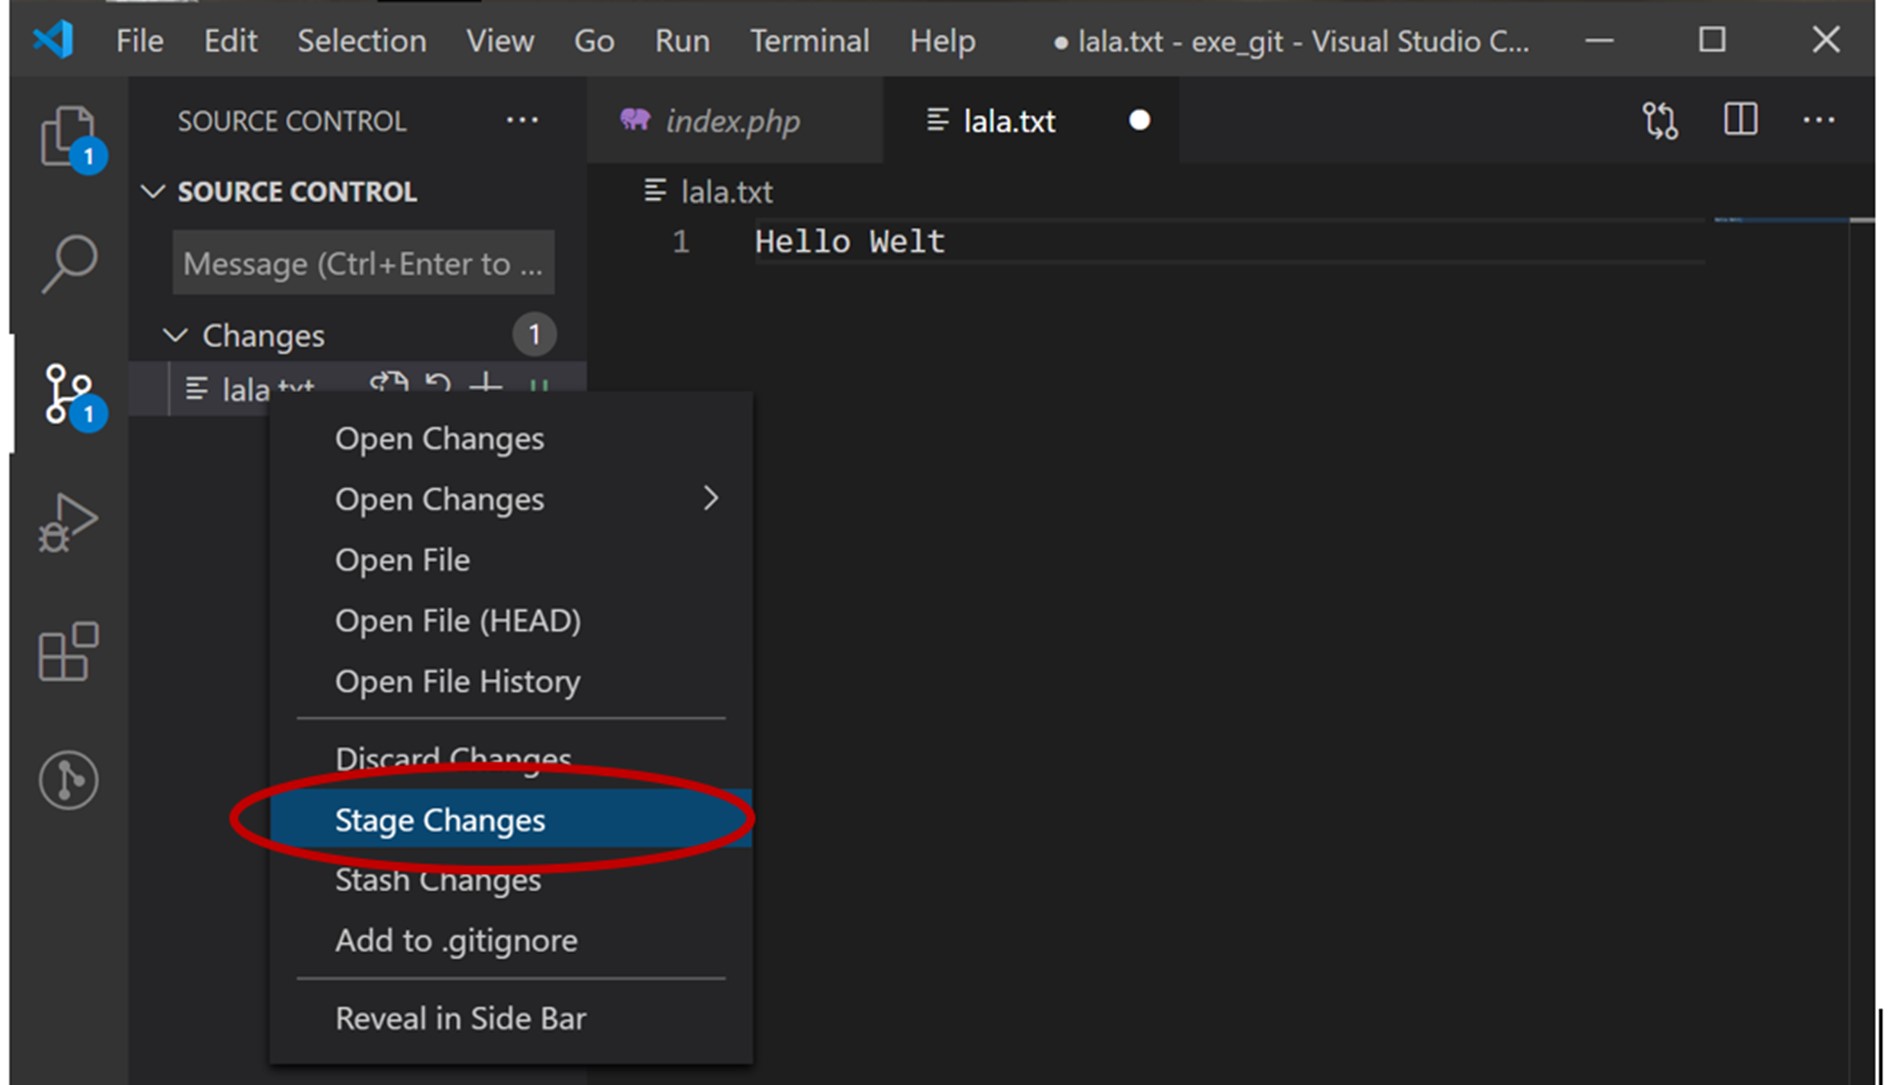 File Edit Selection View Go Run Terminal Help ● lala.txt - exe_git - Visual Studio C...
SOURCE CONTROL ...
index.php
lala.txt
1
SOURCE CONTROL
lala.txt
Message (Ctrl+Enter to ...
1 Hello Welt
Changes 1
lala.txt U
1
Open Changes
Open Changes
Open File
Open File (HEAD)
Open File History
Discard Changes
Stage Changes
Stash Changes
Add to .gitignore
Reveal in Side Bar